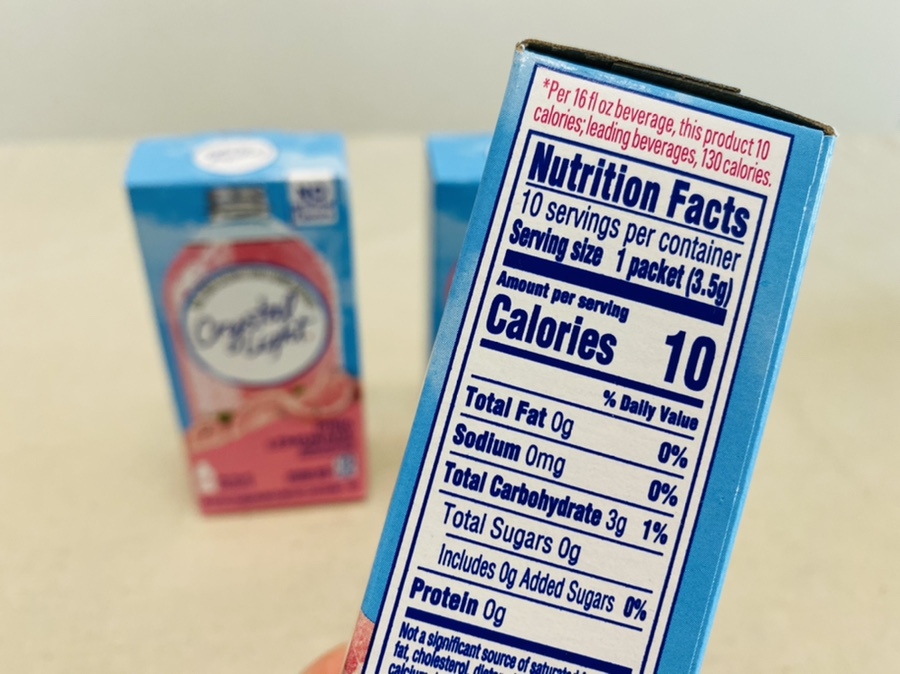 *Per 16 fl oz beverage, this product 10
calories; leading beverages, 130 calories.
Nutrition Facts
10 servings per container
Serving size 1 packet (3.5g)
Amount per serving
Calories 10
% Daily Value
Total Fat 0g 0%
Sodium 0mg 0%
Total Carbohydrate 3g 1%
Total Sugars 0g
Includes 0g Added Sugars 0%
Protein 0g
Not a significant source of saturated
fat, cholesterol,
Crystal
Light